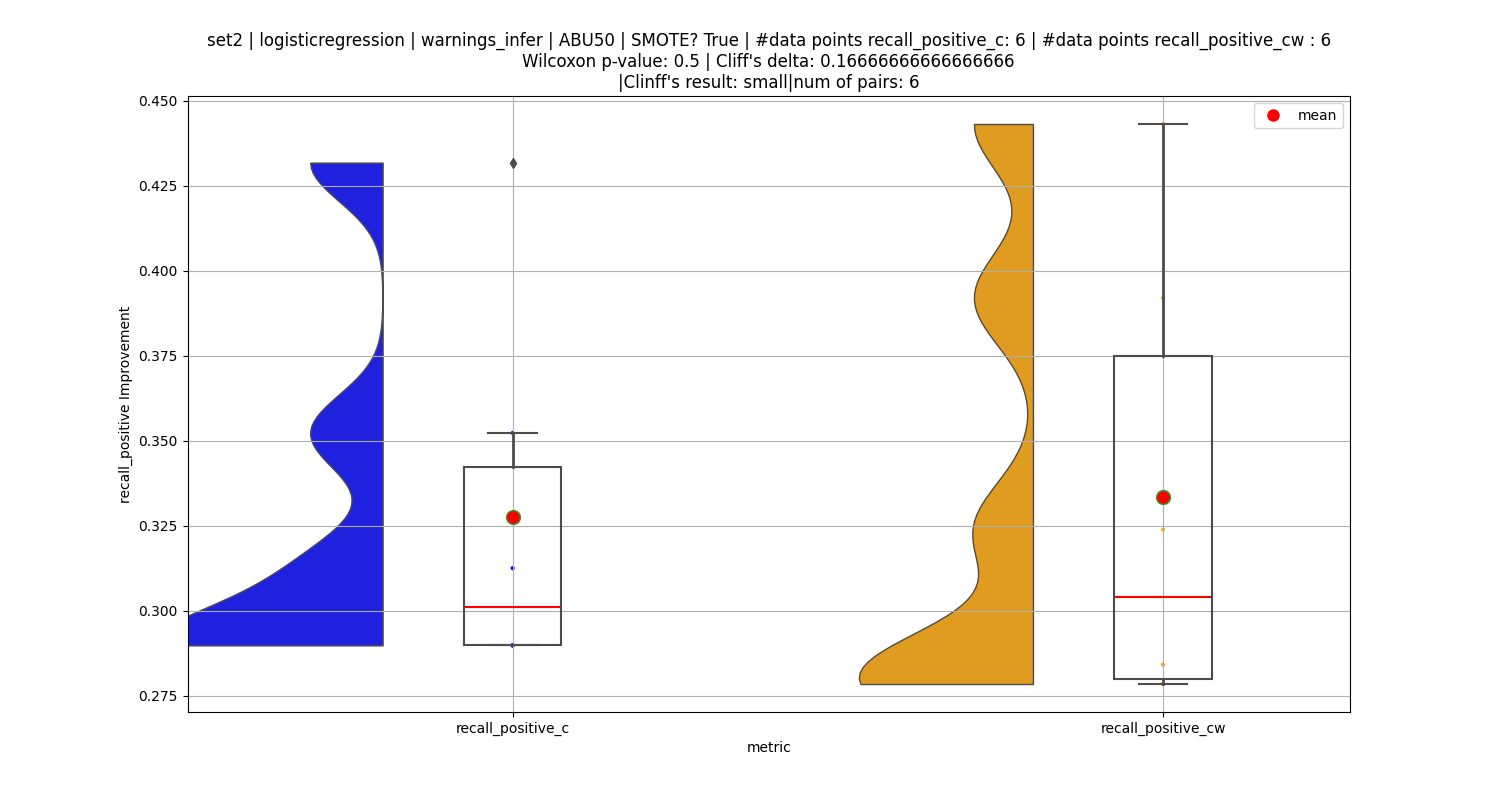 set2 | logisticregression | warnings_infer | ABU50 | SMOTE? True | #data points recall_positive_c: 6 | #data points recall_positive_cw : 6
Wilcoxon p-value: 0.5 | Cliff's delta: 0.16666666666666666
|Clinff's result: small|num of pairs: 6
mean
0.450
0.425
0.400
0.375
0.350
0.325
0.300
0.275
recall_positive Improvement
recall_positive_c
recall_positive_cw
metric